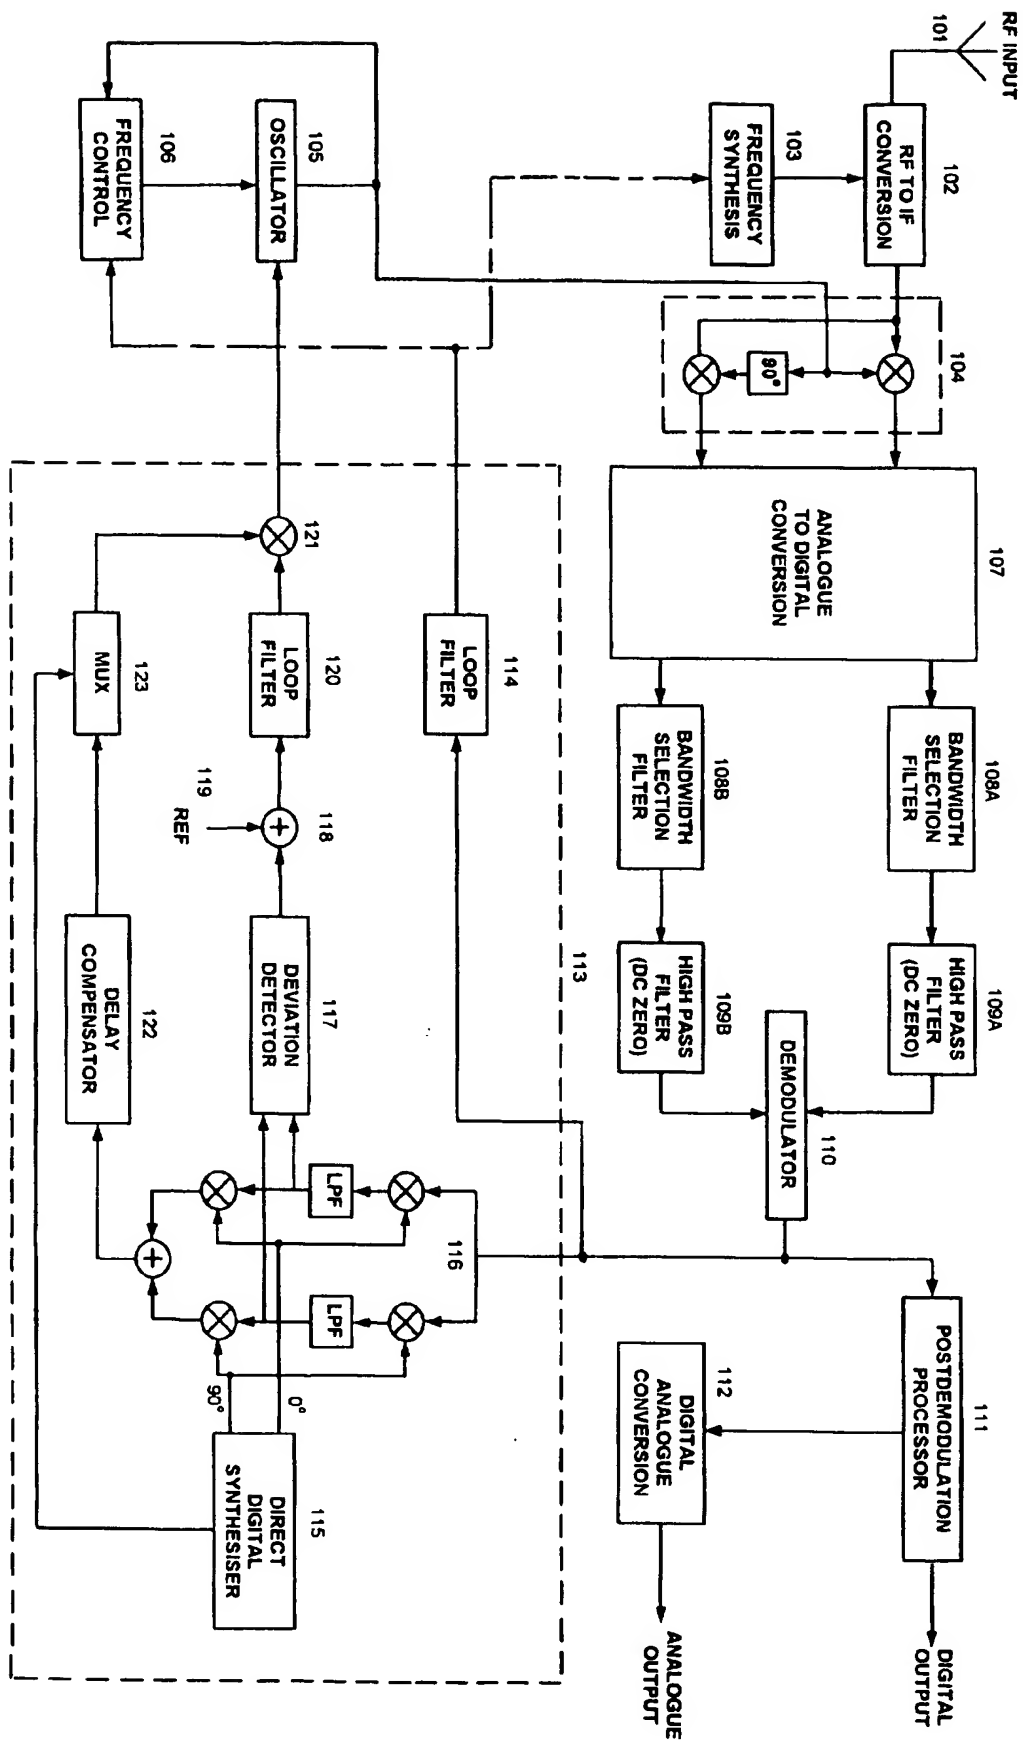 RF INPUT
101
RF TO IF
CONVERSION
102
FREQUENCY
SYNTHESIS
103
104
90°
OSCILLATOR
105
FREQUENCY
CONTROL
106
ANALOGUE
TO DIGITAL
CONVERSION
107
BANDWIDTH
SELECTION
FILTER
108A
BANDWIDTH
SELECTION
FILTER
108B
HIGH PASS
FILTER
(DC ZERO)
109A
HIGH PASS
FILTER
(DC ZERO)
109B
DEMODULATOR
110
POSTDEMODULATION
PROCESSOR
111
DIGITAL
OUTPUT
DIGITAL
ANALOGUE
CONVERSION
112
ANALOGUE
OUTPUT
113
LOOP
FILTER
114
DIRECT
DIGITAL
SYNTHESISER
115
0°
90°
116
LPF
LPF
DEVIATION
DETECTOR
117
118
119
REF
LOOP
FILTER
120
121
DELAY
COMPENSATOR
122
MUX
123